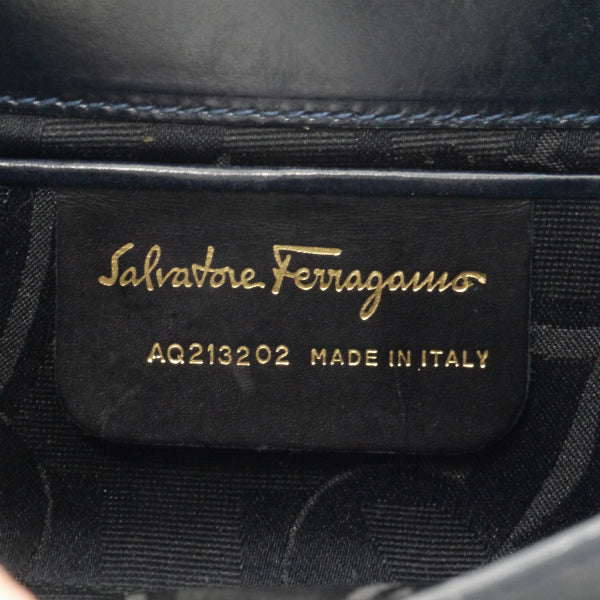 Salvatore Ferragamo
AQ213202 MADE IN ITALY